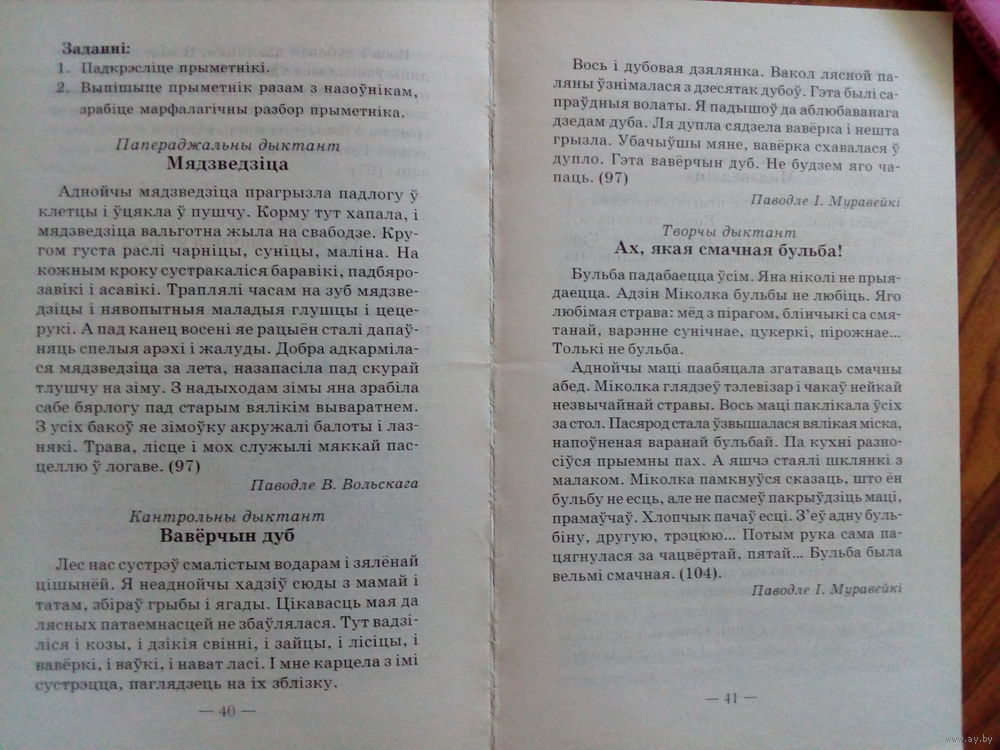 Заданні:
1. Падкрэсліце прыметнікі.
2. Выпішыце прыметнік разам з назоўнікам,
зрабіце марфалагічны разбор прыметніка.
Папераджальны дыктант
Мядзведзіца
Аднойчы мядзведзіца прагрызла падлогу ў
клетцы і ўцякла ў пушчу. Корму тут хапала, і
мядзведзіца вальготна жыла на свабодзе. Кру-
гом густа раслі чарніцы, суніцы, маліна. На
кожным кроку сустракаліся баравікі, падбяро-
завікі і асавікі. Траплялі часам на зуб мядзве-
дзіцы і нявопытныя маладыя глушцы і цеце-
рукі. А пад канец восені яе рацыён сталі дапаў-
няць спелыя арэхі і жалуды. Добра адкарміла-
ся мядзведзіца за лета, назапасіла пад скурай
тлушчу на зіму. З надыходам зімы яна зрабіла
сабе бярлогу пад старым вялікім вываратнем.
З усіх бакоў яе зімоўку акружалі балоты і лаз-
някі. Трава, лісце і мох служылі мяккай пас-
целлю ў логаве. (97)
Паводле В. Вольскага
Кантрольны дыктант
Вавёрчын дуб
Лес нас сустрэў смалістым водарам і зялёнай
цішынёй. Я неаднойчы хадзіў сюды з мамай і
татам, збіраў грыбы і ягады. Цікавасць мая да
лясных патаемнасцей не збаўлялася. Тут вадзі-
ліся і козы, і дзікія свінні, і зайцы, і лісіцы, і
вавёркі, і ваўкі, і нават ласі. І мне карцела з імі
сустрэцца, паглядзець на іх зблізку.
— 40 —
Вось і дубовая дзялянка. Вакол лясной па-
ляны ўзнімалася з дзесятак дубоў. Гэта былі са-
праўдныя волаты. Я падышоў да аблюбаванага
дзедам дуба. Ля дупла сядзела вавёрка і нешта
грызла. Убачыўшы мяне, вавёрка схавалася ў
дупло. Гэта вавёрчын дуб. Не будзем яго ча-
паць. (97)
Паводле І. Муравейкі
Творчы дыктант
Ах, якая смачная бульба!
Бульба падабаецца ўсім. Яна ніколі не прыя-
даецца. Адзін Міколка бульбы не любіць. Яго
любімая страва: мёд з пірагом, блінчыкі са смя-
танай, варэнне сунічнае, цукеркі, пірожнае...
Толькі не бульба.
Аднойчы маці паабяцала згатаваць смачны
абед. Міколка глядзеў тэлевізар і чакаў нейкай
незвычайнай стравы. Вось маці паклікала ўсіх
за стол. Пасярод стала ўзвышалася вялікая міска,
напоўненая варанай бульбай. Па кухні разно-
сіўся прыемны пах. А яшчэ стаялі шклянкі з
малаком. Міколка памкнуўся сказаць, што ён
бульбу не есць, але не пасмеў пакрыўдзіць маці,
прамаўчаў. Хлопчык пачаў есці. З’еў адну буль-
біну, другую, трэцюю... Потым рука сама па-
цягнулася за чацвёртай, пятай... Бульба была
вельмі смачная. (104).
Паводле І. Муравейкі
— 41 —
www.ay.by